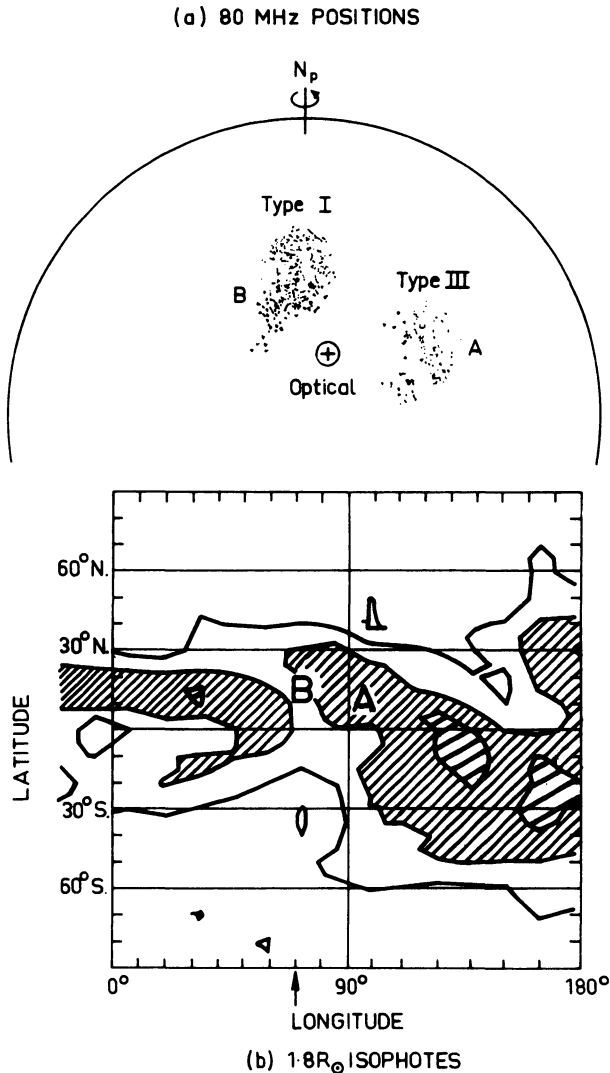 (a) 80 MHz POSITIONS
Np
Type I
B
Type III
A
Optical
60°N.
30°N.
B
A
LATITUDE
30°S.
60°S.
0°
90°
180°
LONGITUDE
(b) 1·8R⊙ ISOPHOTES